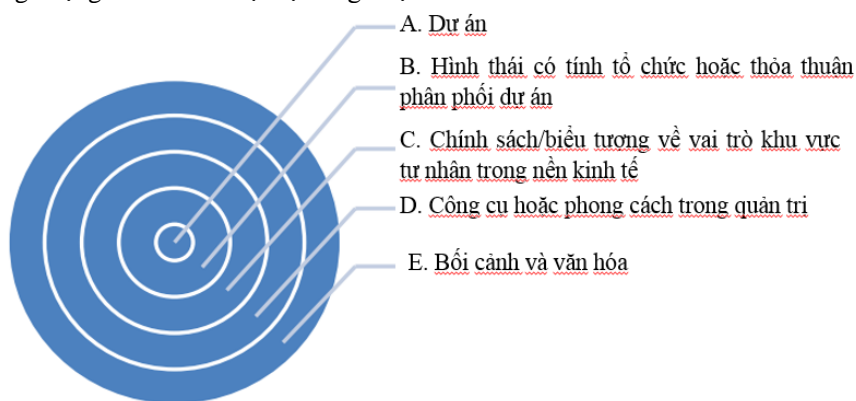 A. Dự án
B. Hình thái có tính tổ chức hoặc thỏa thuận
phân phối dự án
C. Chính sách/biểu tượng về vai trò khu vực
tư nhân trong nền kinh tế
D. Công cụ hoặc phong cách trong quản trị
E. Bối cảnh và văn hóa